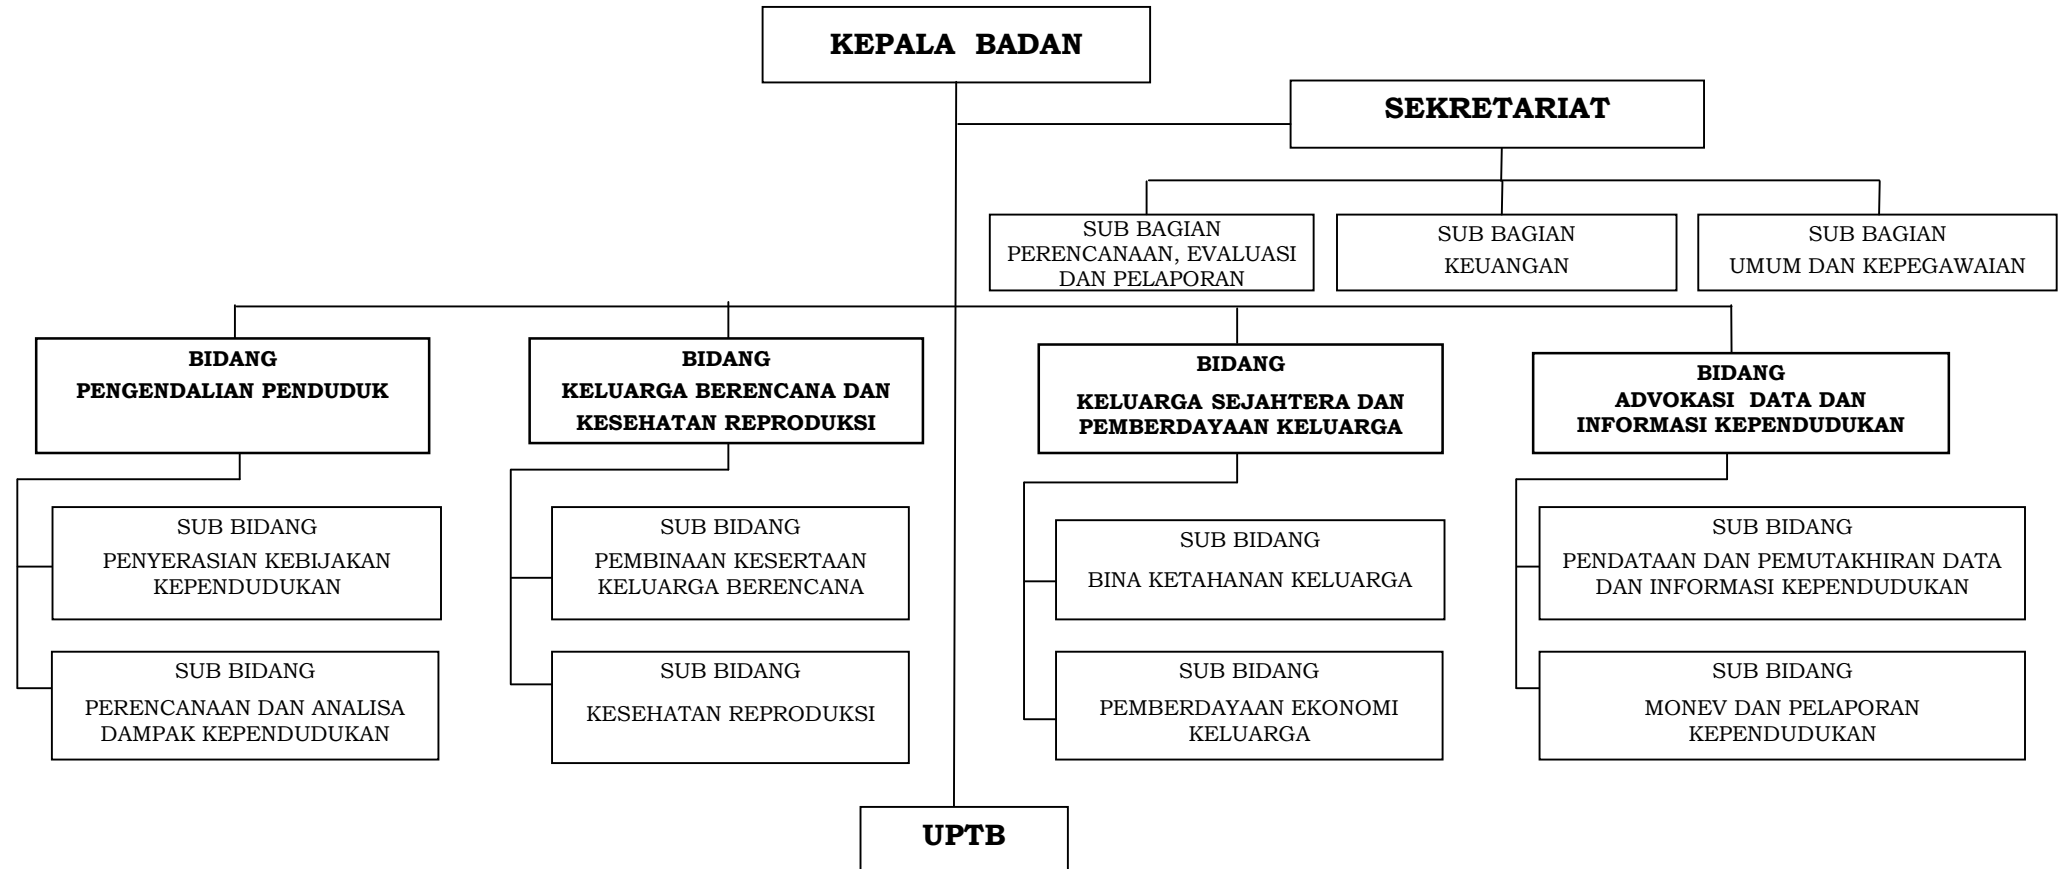 KEPALA BADAN
SEKRETARIAT
SUB BAGIAN
PERENCANAAN, EVALUASI
DAN PELAPORAN
SUB BAGIAN
KEUANGAN
SUB BAGIAN
UMUM DAN KEPEGAWAIAN
BIDANG
PENGENDALIAN PENDUDUK
BIDANG
KELUARGA BERENCANA DAN
KESEHATAN REPRODUKSI
BIDANG
KELUARGA SEJAHTERA DAN
PEMBERDAYAAN KELUARGA
BIDANG
ADVOKASI DATA DAN
INFORMASI KEPENDUDUKAN
SUB BIDANG
PENYERASIAN KEBIJAKAN
KEPENDUDUKAN
SUB BIDANG
PEMBINAAN KESERTAAN
KELUARGA BERENCANA
SUB BIDANG
BINA KETAHANAN KELUARGA
SUB BIDANG
PENDATAAN DAN PEMUTAKHIRAN DATA
DAN INFORMASI KEPENDUDUKAN
SUB BIDANG
PERENCANAAN DAN ANALISA
DAMPAK KEPENDUDUKAN
SUB BIDANG
KESEHATAN REPRODUKSI
SUB BIDANG
PEMBERDAYAAN EKONOMI
KELUARGA
SUB BIDANG
MONEV DAN PELAPORAN
KEPENDUDUKAN
UPTB